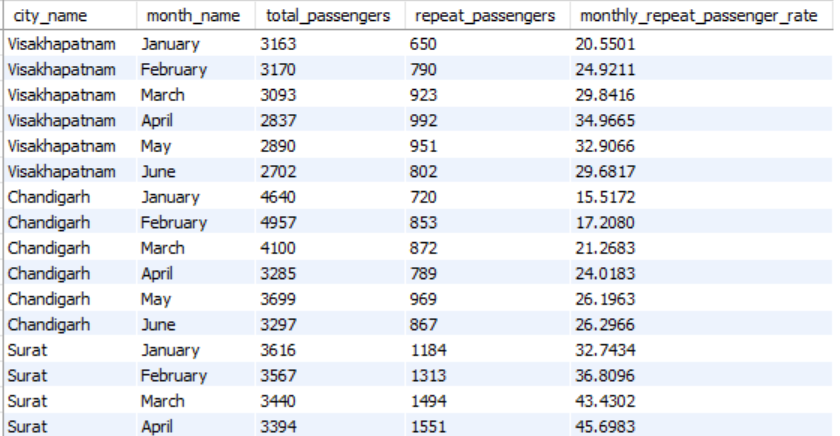 city_name month_name total_passengers repeat_passengers monthly_repeat_passenger_rate
Visakhapatnam January 3163 650 20.5501
Visakhapatnam February 3170 790 24.9211
Visakhapatnam March 3093 923 29.8416
Visakhapatnam April 2837 992 34.9665
Visakhapatnam May 2890 951 32.9066
Visakhapatnam June 2702 802 29.6817
Chandigarh January 4640 720 15.5172
Chandigarh February 4957 853 17.2080
Chandigarh March 4100 872 21.2683
Chandigarh April 3285 789 24.0183
Chandigarh May 3699 969 26.1963
Chandigarh June 3297 867 26.2966
Surat January 3616 1184 32.7434
Surat February 3567 1313 36.8096
Surat March 3440 1494 43.4302
Surat April 3394 1551 45.6983